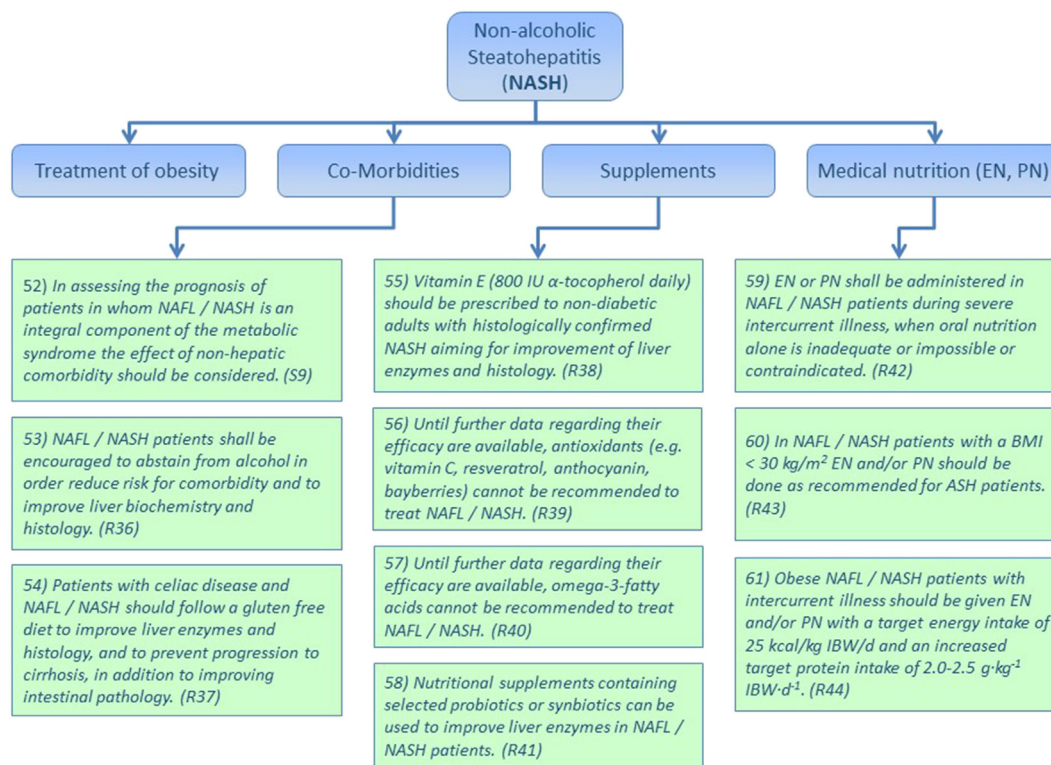 Non-alcoholic
Steatohepatitis
(NASH)
Treatment of obesity
Co-Morbidities
Supplements
Medical nutrition (EN, PN)
52) In assessing the prognosis of
patients in whom NAFL / NASH is an
integral component of the metabolic
syndrome the effect of non-hepatic
comorbidity should be considered. (S9)
53) NAFL / NASH patients shall be
encouraged to abstain from alcohol in
order reduce risk for comorbidity and to
improve liver biochemistry and
histology. (R36)
54) Patients with celiac disease and
NAFL / NASH should follow a gluten free
diet to improve liver enzymes and
histology, and to prevent progression to
cirrhosis, in addition to improving
intestinal pathology. (R37)
55) Vitamin E (800 IU α-tocopherol daily)
should be prescribed to non-diabetic
adults with histologically confirmed
NASH aiming for improvement of liver
enzymes and histology. (R38)
56) Until further data regarding their
efficacy are available, antioxidants (e.g.
vitamin C, resveratrol, anthocyanin,
bayberries) cannot be recommended to
treat NAFL / NASH. (R39)
57) Until further data regarding their
efficacy are available, omega-3-fatty
acids cannot be recommended to treat
NAFL / NASH. (R40)
58) Nutritional supplements containing
selected probiotics or synbiotics can be
used to improve liver enzymes in NAFL /
NASH patients. (R41)
59) EN or PN shall be administered in
NAFL / NASH patients during severe
intercurrent illness, when oral nutrition
alone is inadequate or impossible or
contraindicated. (R42)
60) In NAFL / NASH patients with a BMI
< 30 kg/m² EN and/or PN should be
done as recommended for ASH patients.
(R43)
61) Obese NAFL / NASH patients with
intercurrent illness should be given EN
and/or PN with a target energy intake of
25 kcal/kg IBW/d and an increased
target protein intake of 2.0-2.5 g·kg⁻¹
IBW·d⁻¹. (R44)